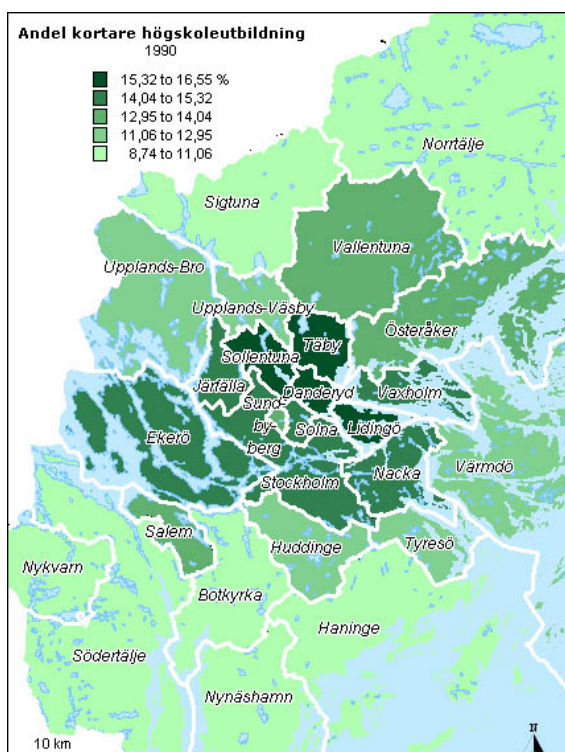 Andel kortare högskoleutbildning
1990
15,32 to 16,55 %
14,04 to 15,32
12,95 to 14,04
11,06 to 12,95
8,74 to 11,06
Norrtälje
Sigtuna
Vallentuna
Upplands-Bro
Upplands-Väsby
Österåker
Täby
Sollentuna
Järfälla
Danderyd
Vaxholm
Sund-
by-
berg
Solna
Lidingö
Ekerö
Värmdö
Nacka
Stockholm
Salem
Huddinge
Tyresö
Nykvarn
Botkyrka
Haninge
Södertälje
Nynäshamn
10 km
N